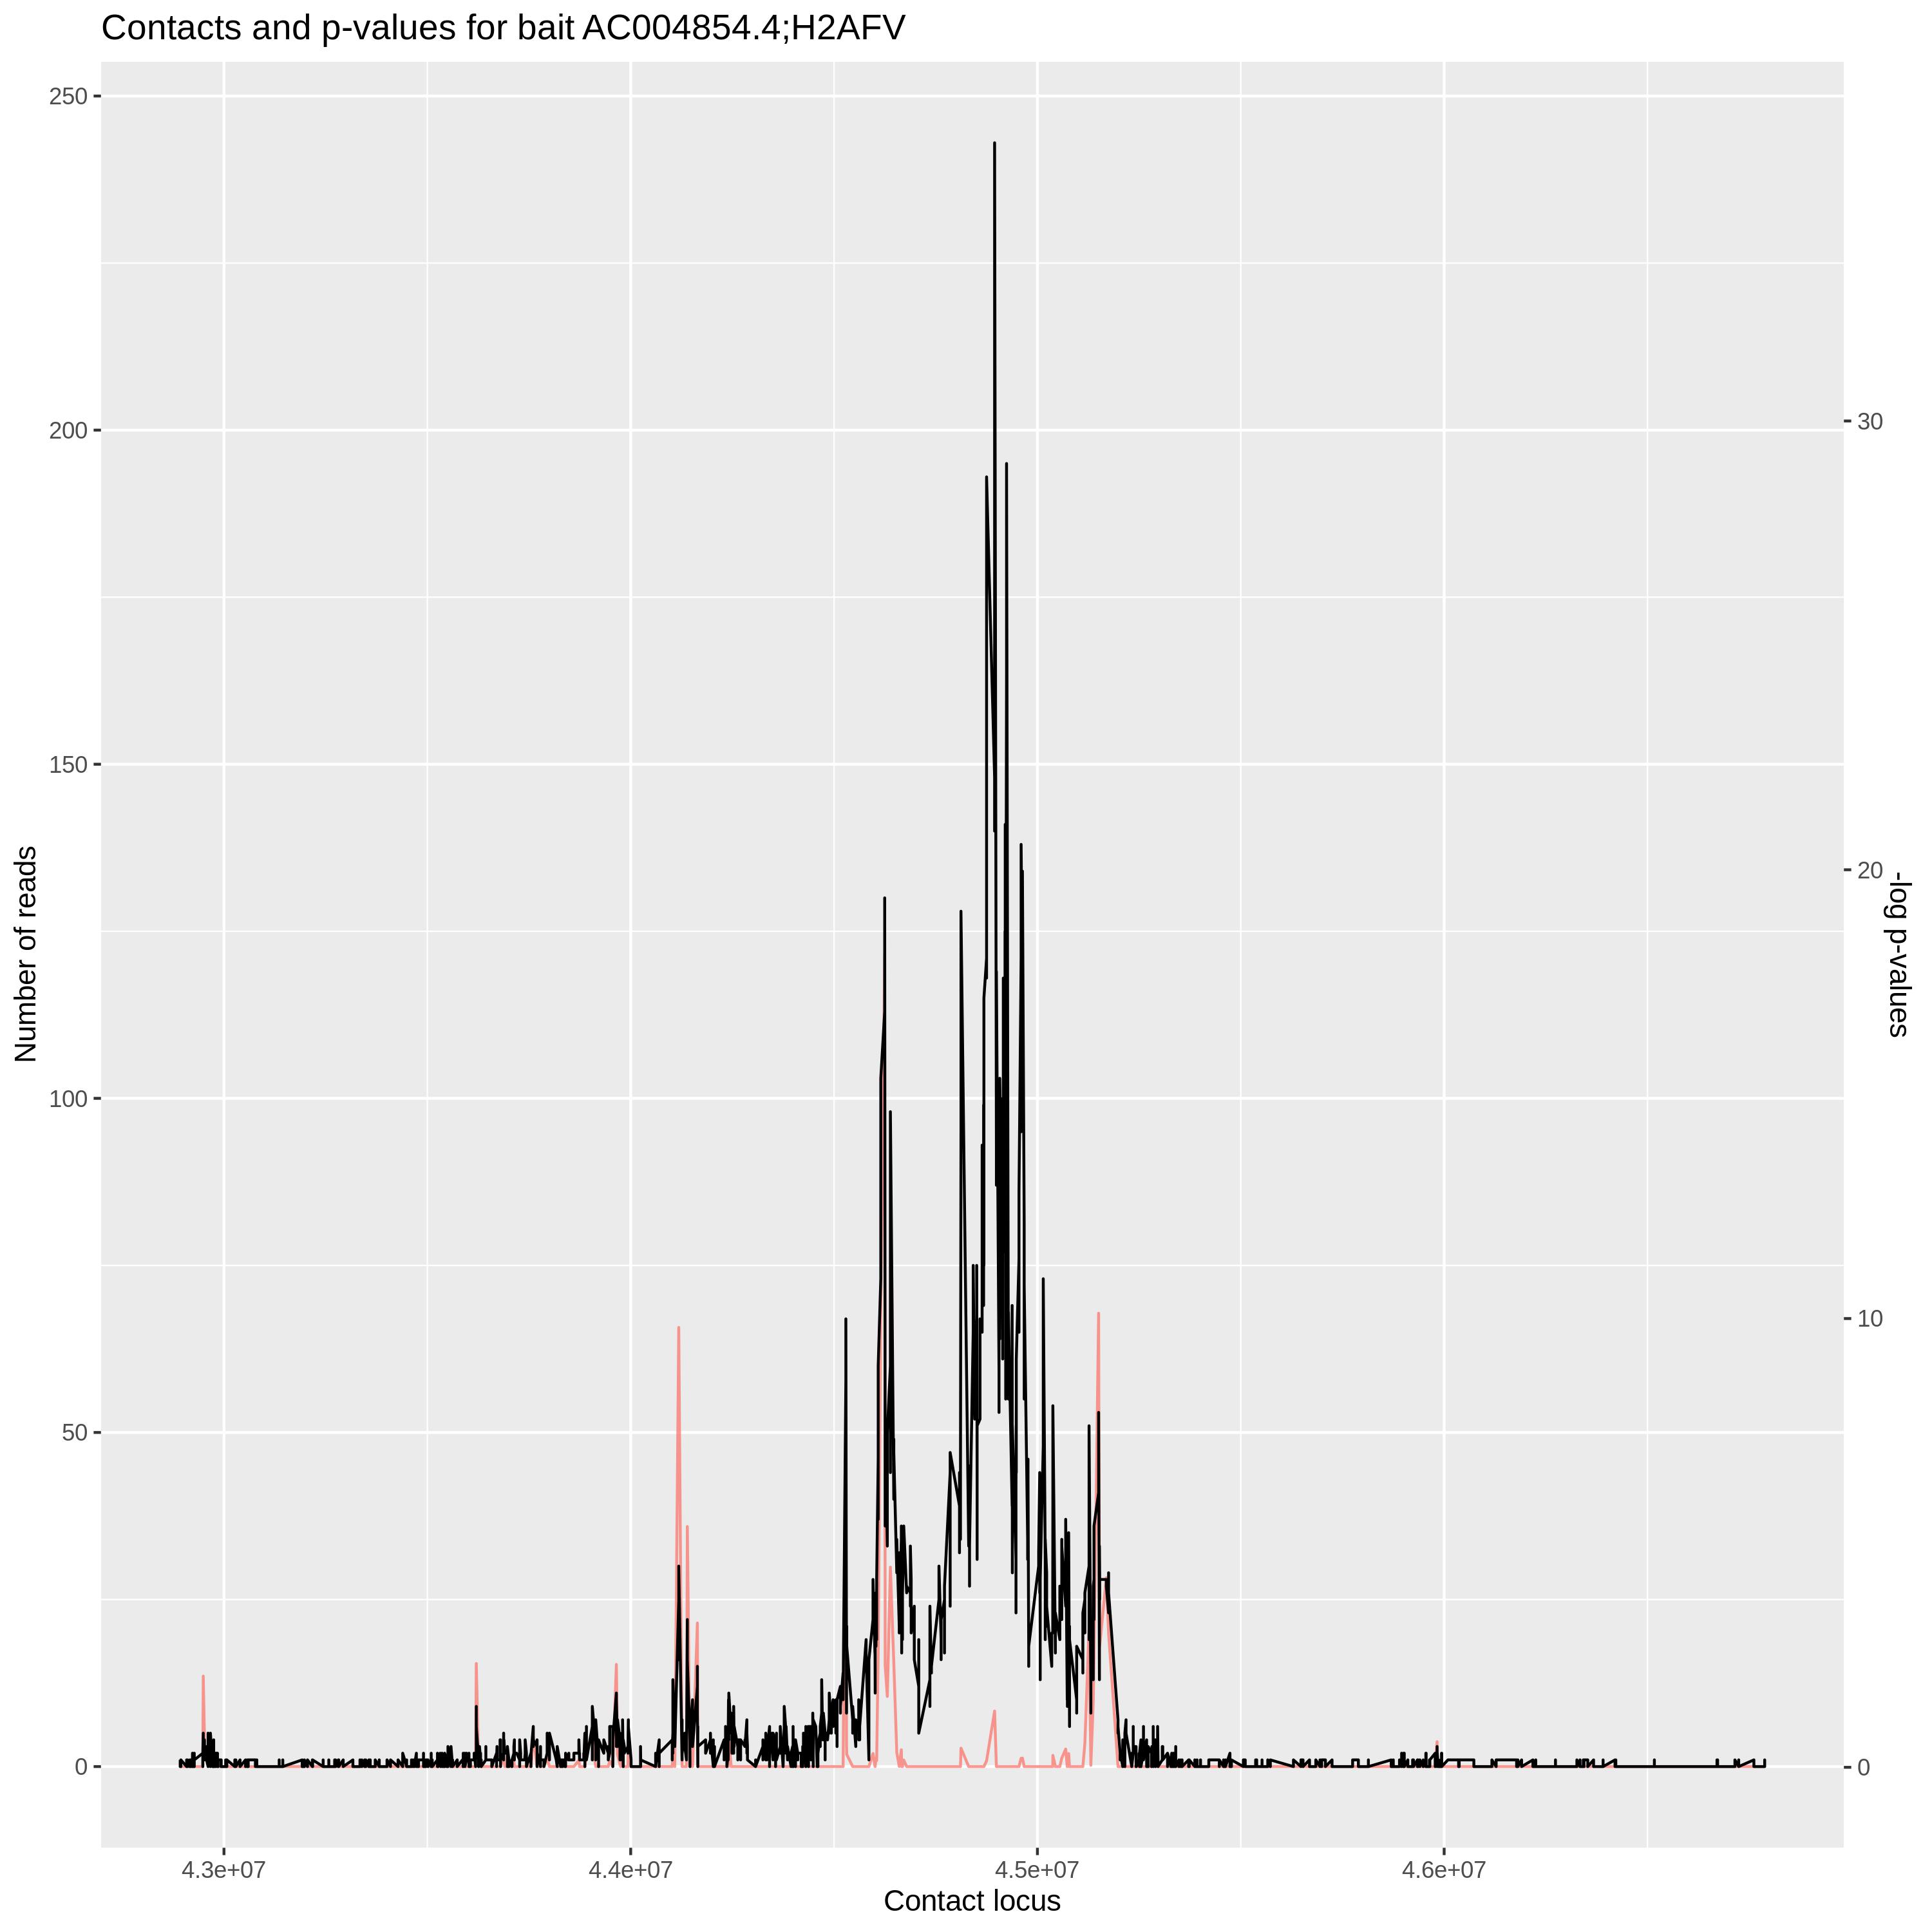 Contacts and p-values for bait AC004854.4;H2AFV
250
200
150
100
50
0
Number of reads
30
20
10
0
-log p-values
4.3e+07
4.4e+07
4.5e+07
4.6e+07
Contact locus